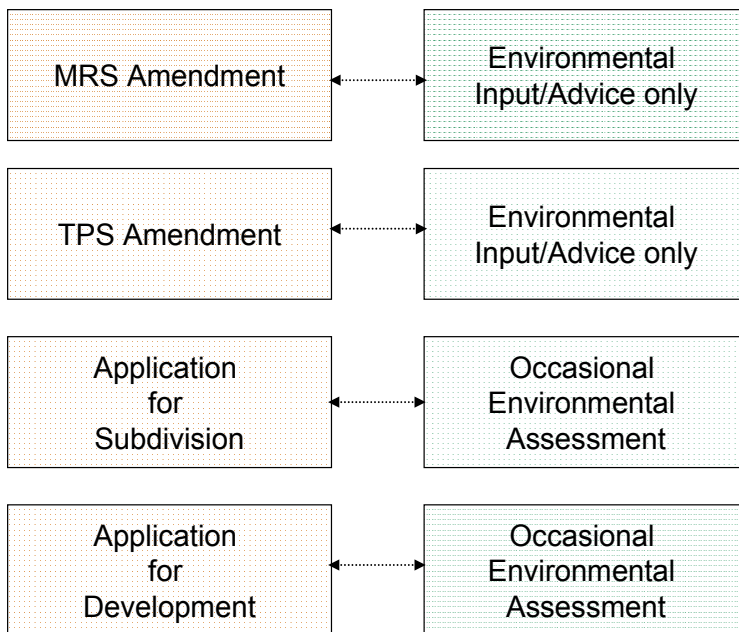 MRS Amendment
Environmental
Input/Advice only
TPS Amendment
Environmental
Input/Advice only
Application
for
Subdivision
Occasional
Environmental
Assessment
Application
for
Development
Occasional
Environmental
Assessment